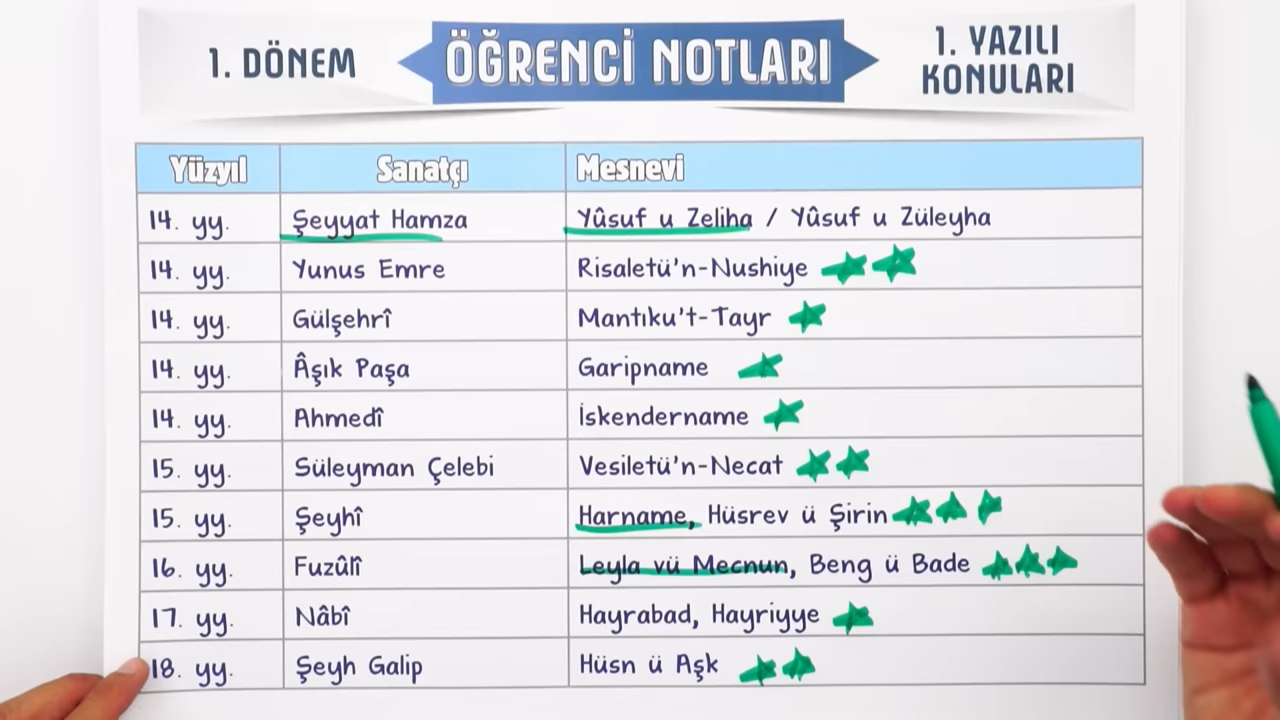 1. DÖNEM
ÖĞRENCİ NOTLARI
1. YAZILI
KONULARI
Yüzyıl Sanatçı Mesnevi
14. yy. Şeyyat Hamza Yûsuf u Zeliha / Yûsuf u Züleyha
14. yy. Yunus Emre Risaletü'n-Nushiye
14. yy. Gülşehrî Mantıku't-Tayr
14. yy. Âşık Paşa Garipname
14. yy. Ahmedî İskendername
15. yy. Süleyman Çelebi Vesiletü'n-Necat
15. yy. Şeyhî Harname, Hüsrev ü Şirin
16. yy. Fuzûlî Leyla vü Mecnun, Beng ü Bade
17. yy. Nâbî Hayrabad, Hayriyye
18. yy. Şeyh Galip Hüsn ü Aşk